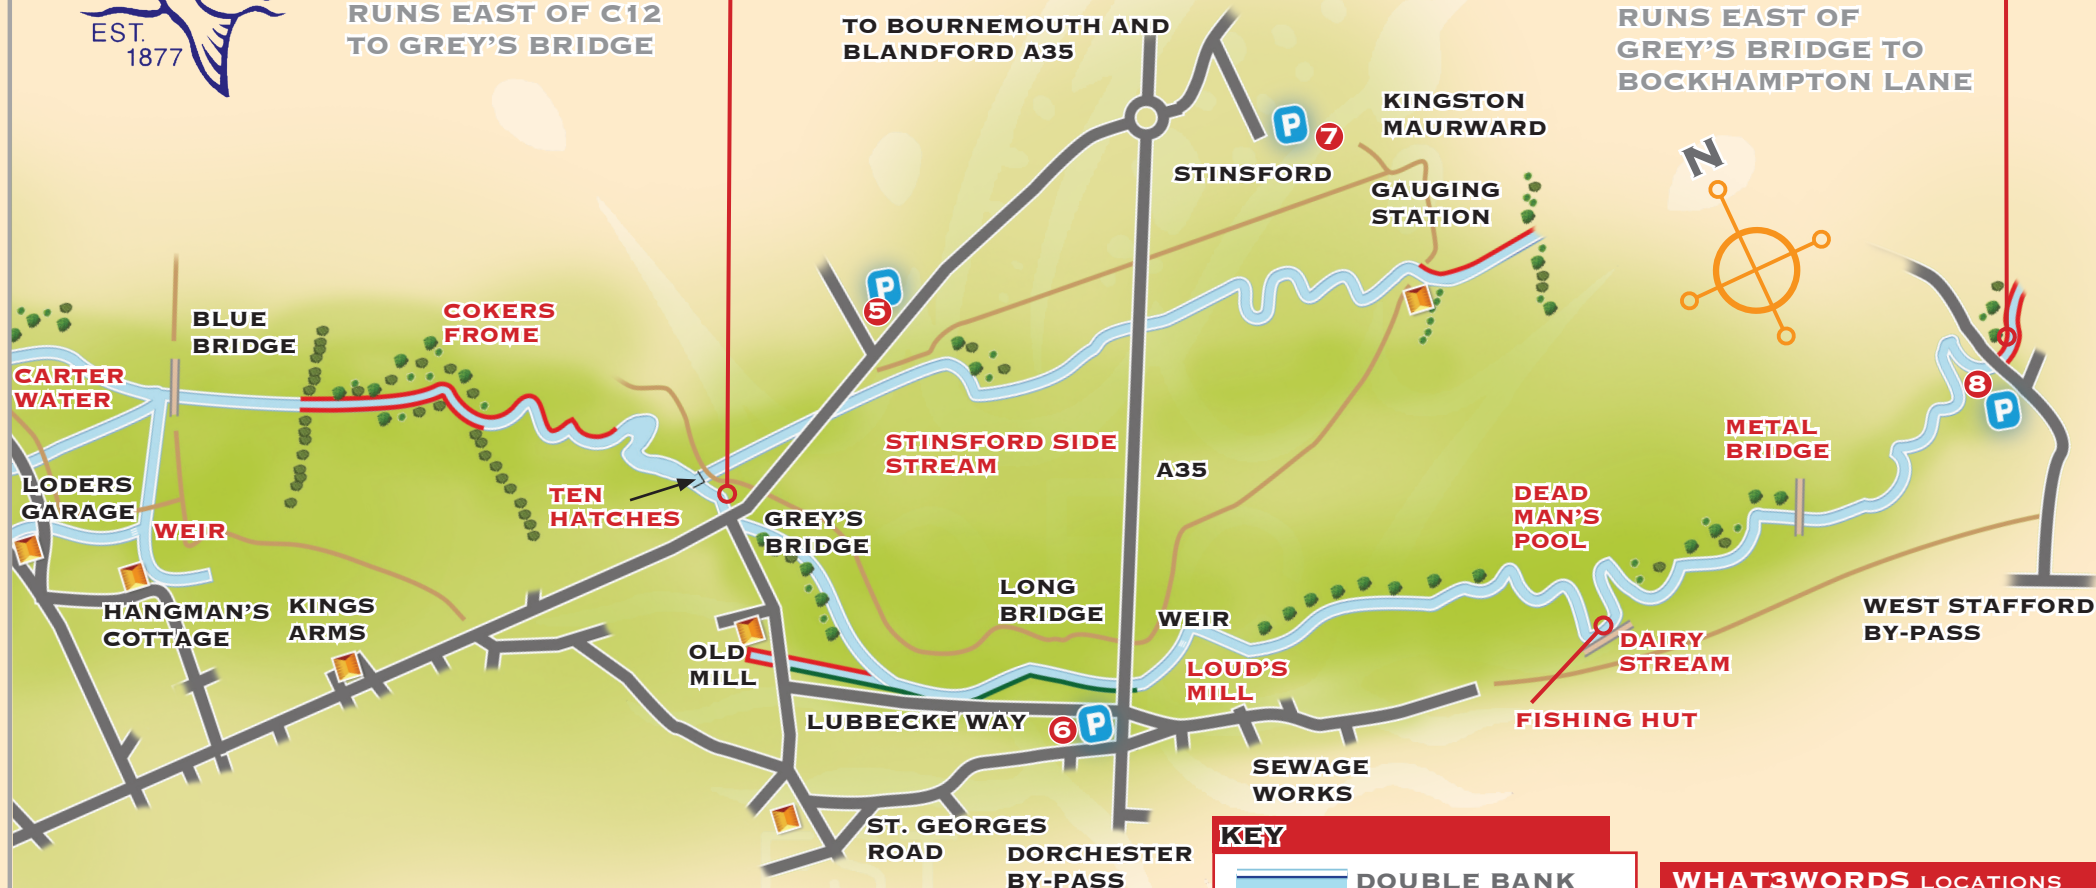 EST.
1877
RUNS EAST OF C12
TO GREY'S BRIDGE
TO BOURNEMOUTH AND
BLANDFORD A35
RUNS EAST OF
GREY'S BRIDGE TO
BOCKHAMPTON LANE
KINGSTON
MAURWARD
P
7
STINSFORD
GAUGING
STATION
N
P
5
BLUE
BRIDGE
COKERS
FROME
CARTER
WATER
8
P
STINSFORD SIDE
STREAM
A35
METAL
BRIDGE
LODERS
GARAGE
WEIR
TEN
HATCHES
GREY'S
BRIDGE
DEAD
MAN'S
POOL
HANGMAN'S
COTTAGE
KINGS
ARMS
LONG
BRIDGE
WEIR
WEST STAFFORD
BY-PASS
OLD
MILL
LOUD'S
MILL
DAIRY
STREAM
LUBBECKE WAY
6
P
FISHING HUT
SEWAGE
WORKS
ST. GEORGES
ROAD
DORCHESTER
BY-PASS
KEY
DOUBLE BANK
WHAT3WORDS LOCATIONS